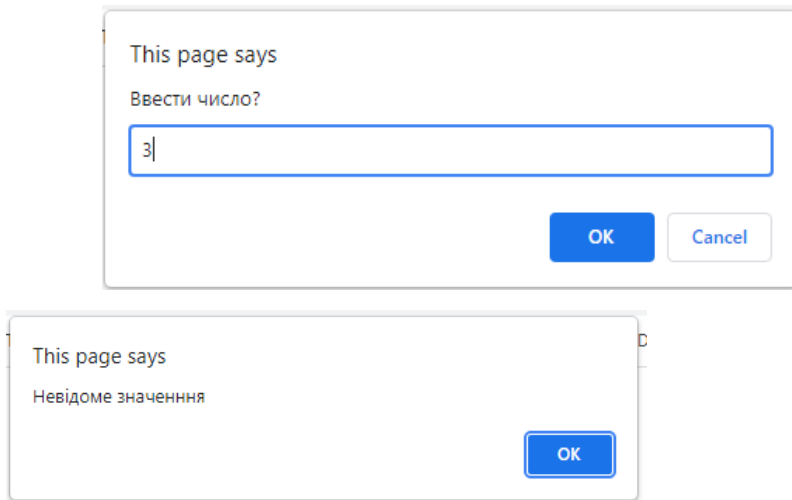 This page says
Ввести число?
3
OK
Cancel
This page says
Невідоме значенння
OK